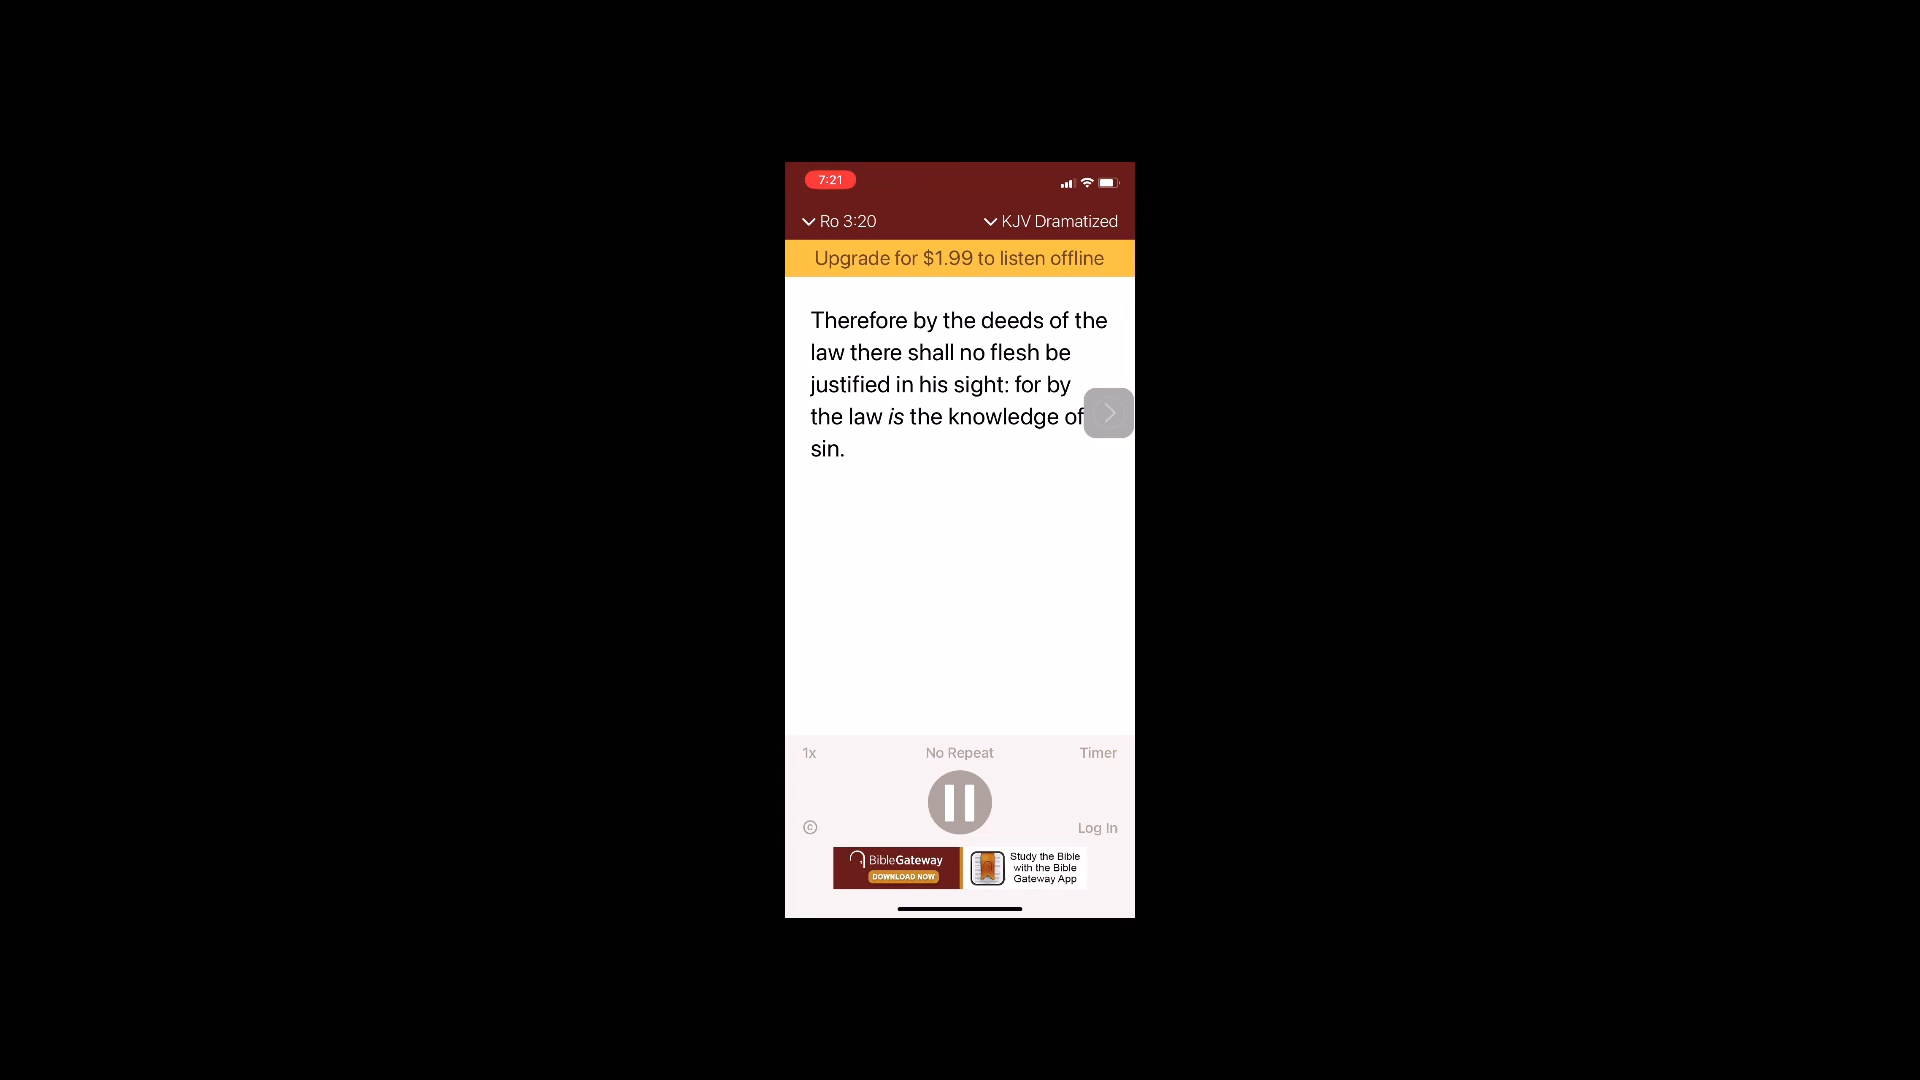 7:21
Ro 3:20
KJV Dramatized
Upgrade for $1.99 to listen offline
Therefore by the deeds of the
law there shall no flesh be
justified in his sight: for by
the law is the knowledge of
sin.
1x
No Repeat
Timer
©
Log In
BibleGateway
DOWNLOAD NOW
Study the Bible
with the Bible
Gateway App